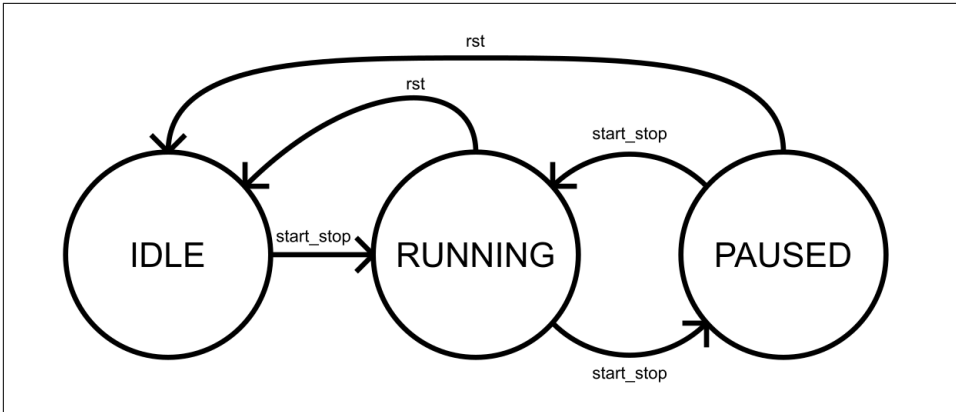 rst
rst
start_stop
start_stop
IDLE
RUNNING
PAUSED
start_stop